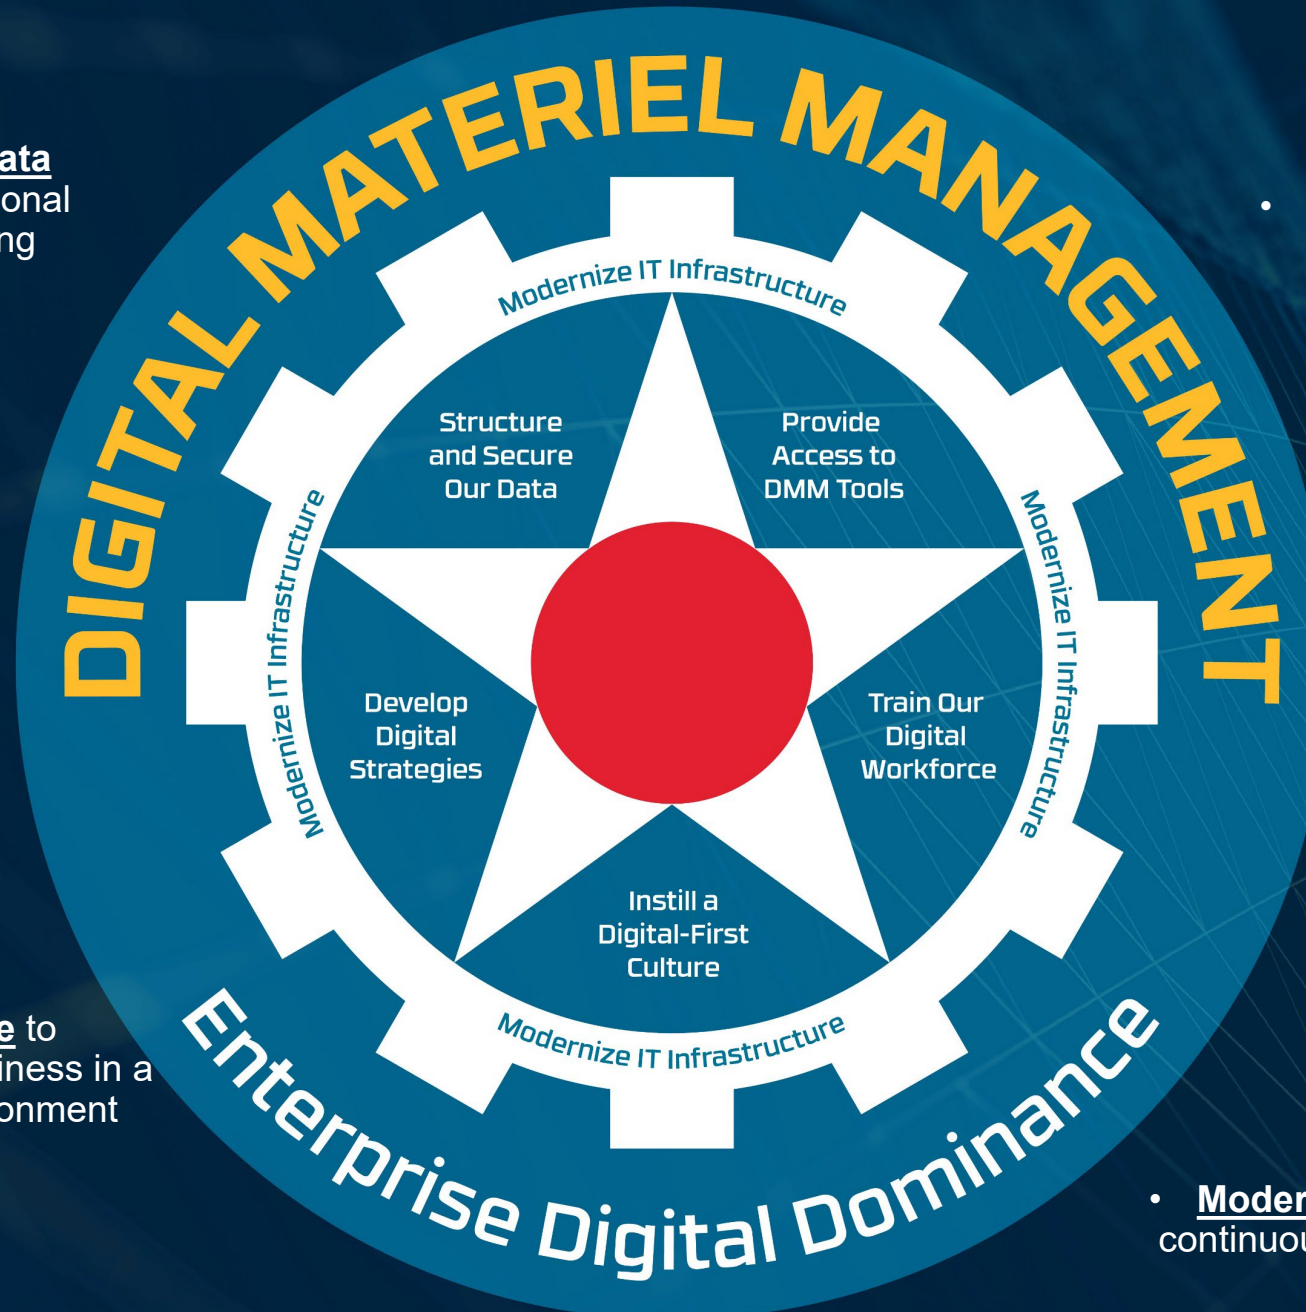 DIGITAL MATERIEL MANAGEMENT
ata
onal
ng
•
Modernize IT Infrastructure
Structure
and Secure
Our Data
Provide
Access to
DMM Tools
Modernize IT Infrastructure
Modernize IT Infrastructure
Develop
Digital
Strategies
Train Our
Digital
Workforce
Instill a
Digital-First
Culture
Modernize IT Infrastructure
e to
iness in a
onment
Enterprise Digital Dominance
• Moder
continuou